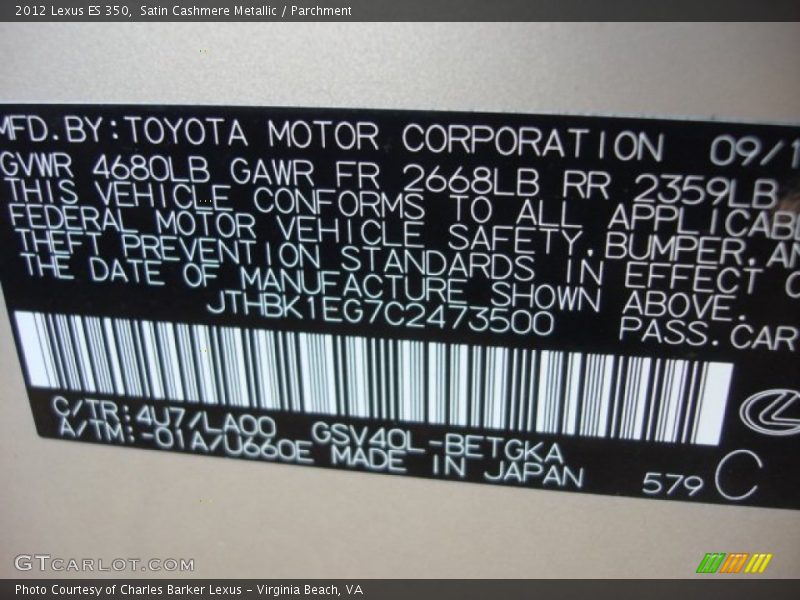 2012 Lexus ES 350, Satin Cashmere Metallic / Parchment
MFD. BY: TOYOTA MOTOR CORPORATION 09/1
GVWR 4680LB GAWR FR 2668LB RR 2359LB
THIS VEHICLE CONFORMS TO ALL APPLICABL
FEDERAL MOTOR VEHICLE SAFETY, BUMPER, AN
THEFT PREVENTION STANDARDS IN EFFECT O
THE DATE OF MANUFACTURE SHOWN ABOVE.
JTHBK1EG7C2473500 PASS. CAR
C/TR: 4U7/LA00 GSV40L-BETGKA
A/TM: -01A/U660E MADE IN JAPAN 579 C
GTCARLOT.COM
Photo Courtesy of Charles Barker Lexus - Virginia Beach, VA